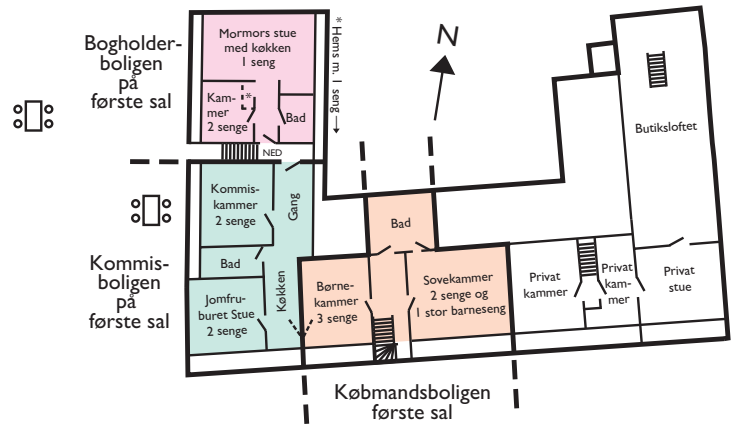 Bogholder-
boligen
på
første sal
Mormors stue
med køkken
1 seng
* Hems m. 1 seng →
Kam-
mer
2 senge
*
Bad
NED
N
Butiksloftet
Kommis-
boligen
på
første sal
Kommis-
kammer
2 senge
Gang
Bad
Jomfru-
buret Stue
2 senge
Køkken
Bad
Børne-
kammer
3 senge
Sovekammer
2 senge og
1 stor barneseng
Privat
kammer
Privat
kam-
mer
Privat
stue
Købmandsboligen
første sal